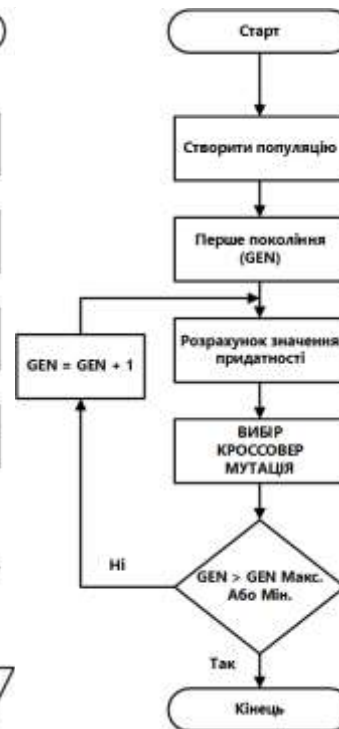 Старт
Створити популяцію
Перше покоління
(GEN)
GEN = GEN + 1
Розрахунок значення
придатності
ВИБІР
КРОССОВЕР
МУТАЦІЯ
Ні
GEN > GEN Макс.
Або Мін.
Так
Кінець